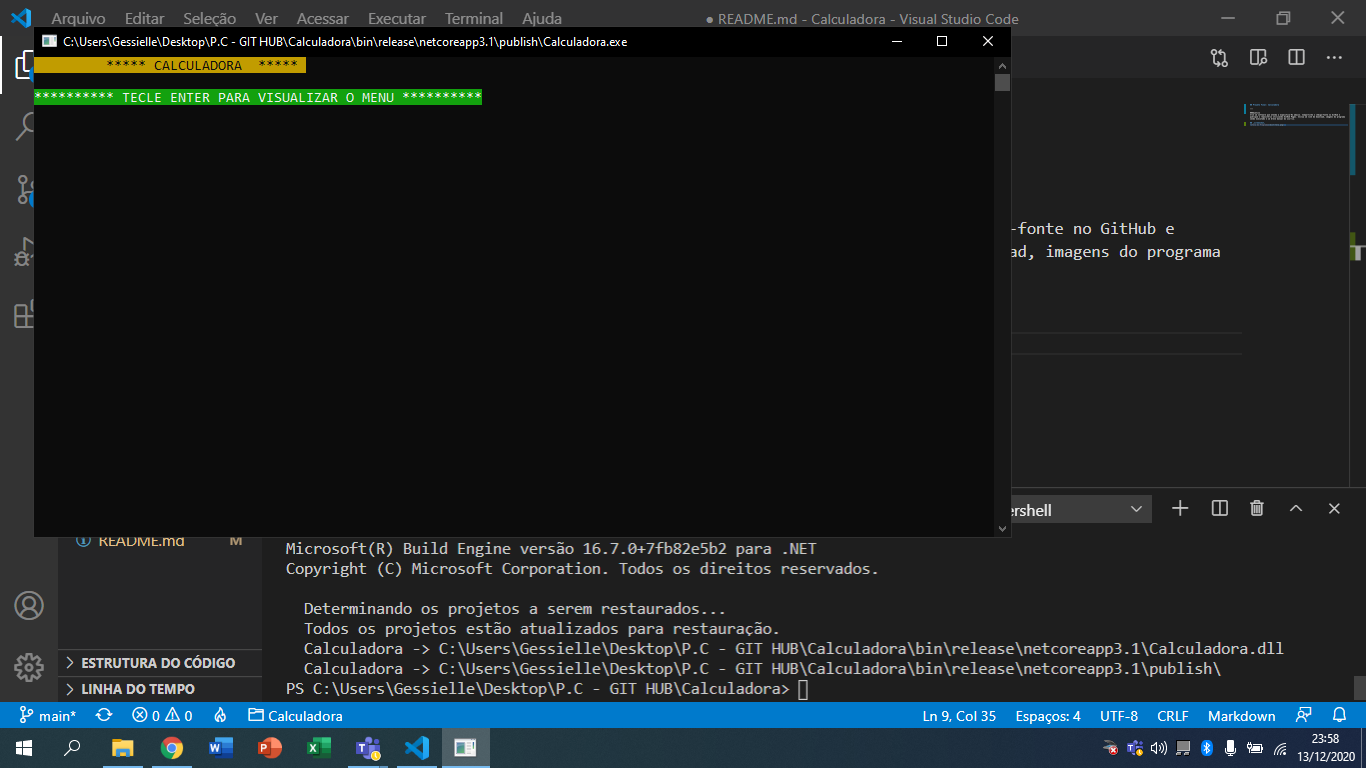 Arquivo Editar Seleção Ver Acessar Executar Terminal Ajuda
● README.md - Calculadora - Visual Studio Code
C:\Users\Gessielle\Desktop\P.C - GIT HUB\Calculadora\bin\release\netcoreapp3.1\publish\Calculadora.exe
***** CALCULADORA *****
********** TECLE ENTER PARA VISUALIZAR O MENU **********
-fonte no GitHub e
ad, imagens do programa
ershell
README.md M
Microsoft(R) Build Engine versão 16.7.0+7fb82e5b2 para .NET
Copyright (C) Microsoft Corporation. Todos os direitos reservados.
Determinando os projetos a serem restaurados...
Todos os projetos estão atualizados para restauração.
Calculadora -> C:\Users\Gessielle\Desktop\P.C - GIT HUB\Calculadora\bin\release\netcoreapp3.1\Calculadora.dll
Calculadora -> C:\Users\Gessielle\Desktop\P.C - GIT HUB\Calculadora\bin\release\netcoreapp3.1\publish\
PS C:\Users\Gessielle\Desktop\P.C - GIT HUB\Calculadora>
ESTRUTURA DO CÓDIGO
LINHA DO TEMPO
main* 0 0 Calculadora
Ln 9, Col 35 Espaços: 4 UTF-8 CRLF Markdown
23:58
13/12/2020